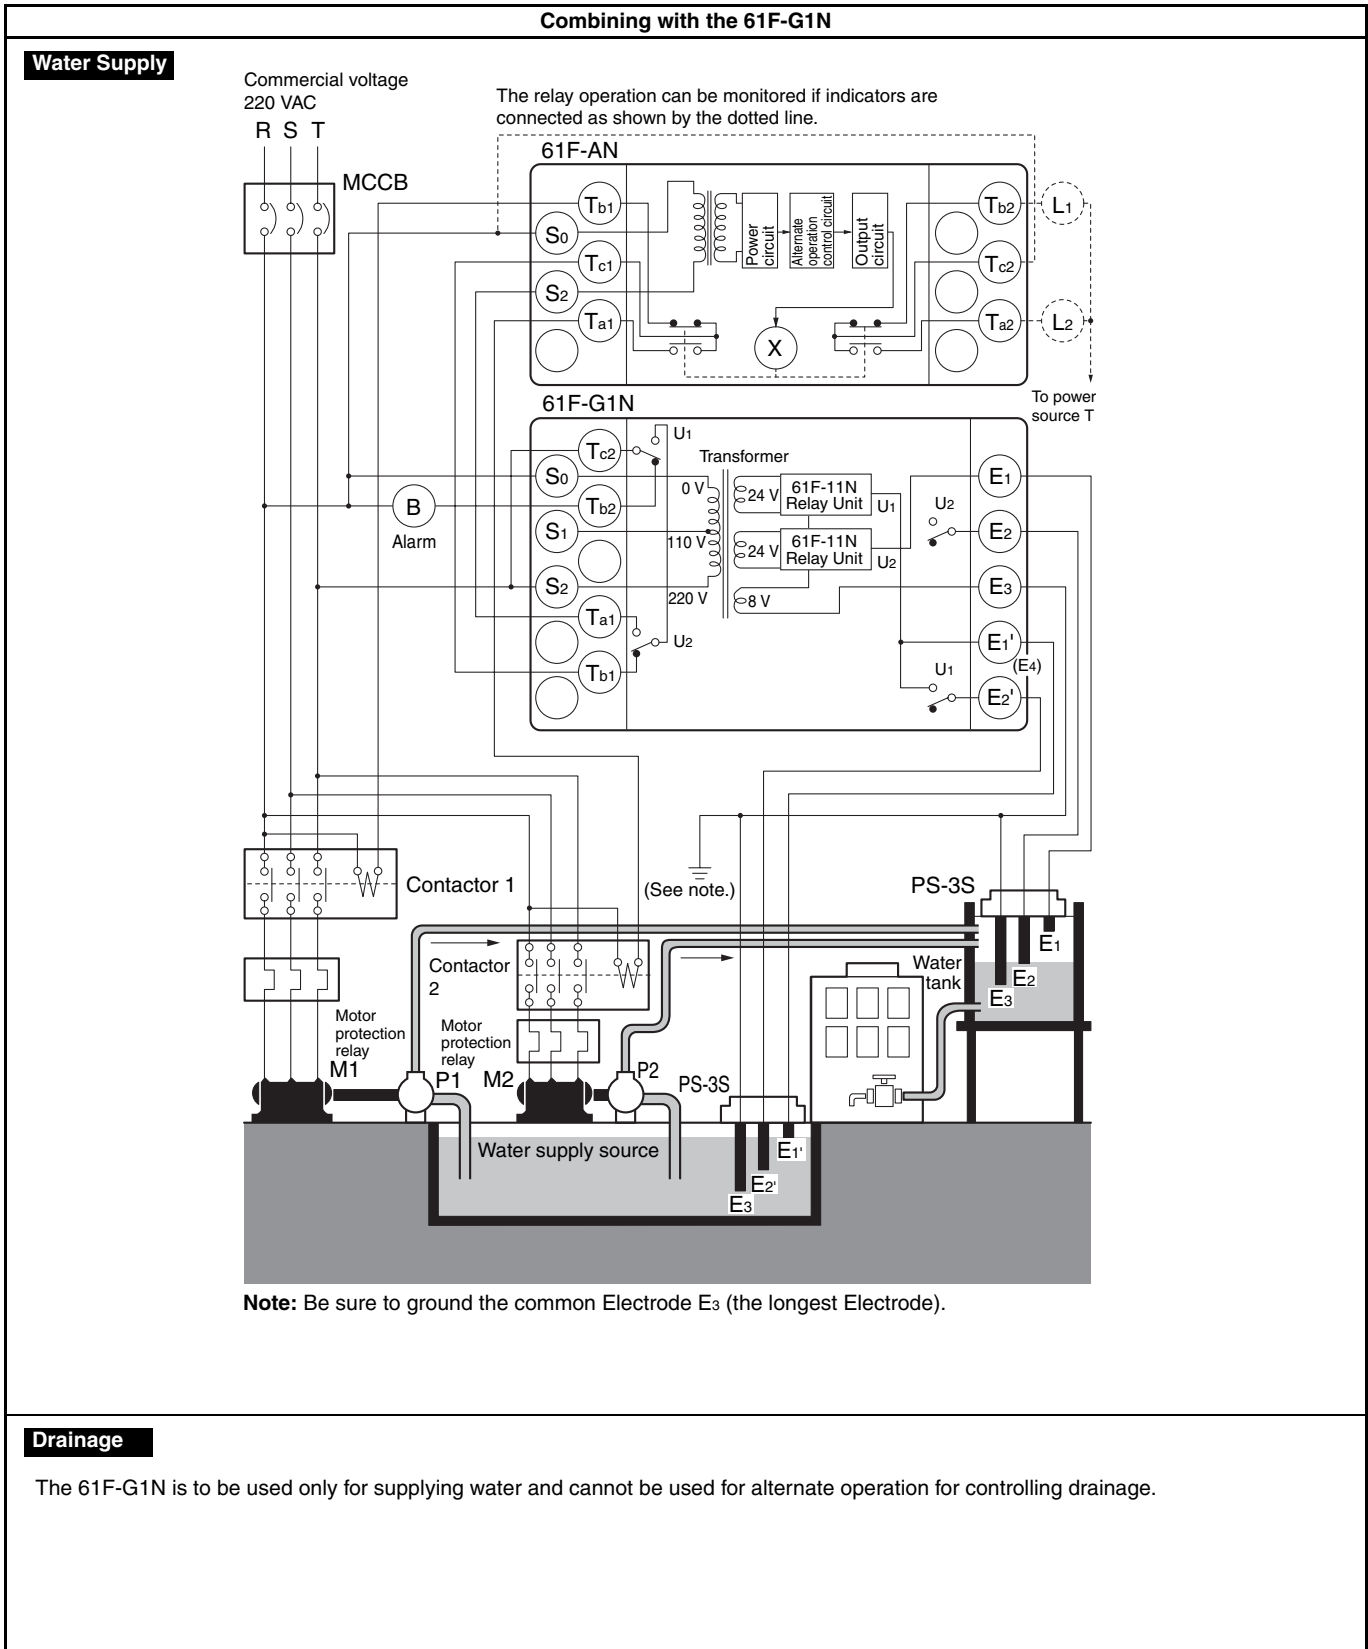 Combining with the 61F-G1N
Water Supply
Commercial voltage
220 VAC
R S T
MCCB
The relay operation can be monitored if indicators are
connected as shown by the dotted line.
61F-AN
Tb1
S0
Tc1
S2
Ta1
Power
circuit
Alternate
operation
control circuit
Output
circuit
X
Tb2
Tc2
Ta2
L1
L2
To power
source T
61F-G1N
Tc2
S0
Tb2
S1
S2
Ta1
Tb1
B
Alarm
U1
U2
Transformer
0 V
110 V
220 V
24 V
24 V
8 V
61F-11N
Relay Unit
U1
61F-11N
Relay Unit
U2
U2
U1
E1
E2
E3
E1'
(E4)
E2'
Contactor 1
(See note.)
PS-3S
E1
E2
E3
Water
tank
Contactor
2
Motor
protection
relay
M1
P1
Motor
protection
relay
M2
P2
PS-3S
Water supply source
E1'
E2'
E3
Note: Be sure to ground the common Electrode E3 (the longest Electrode).
Drainage
The 61F-G1N is to be used only for supplying water and cannot be used for alternate operation for controlling drainage.